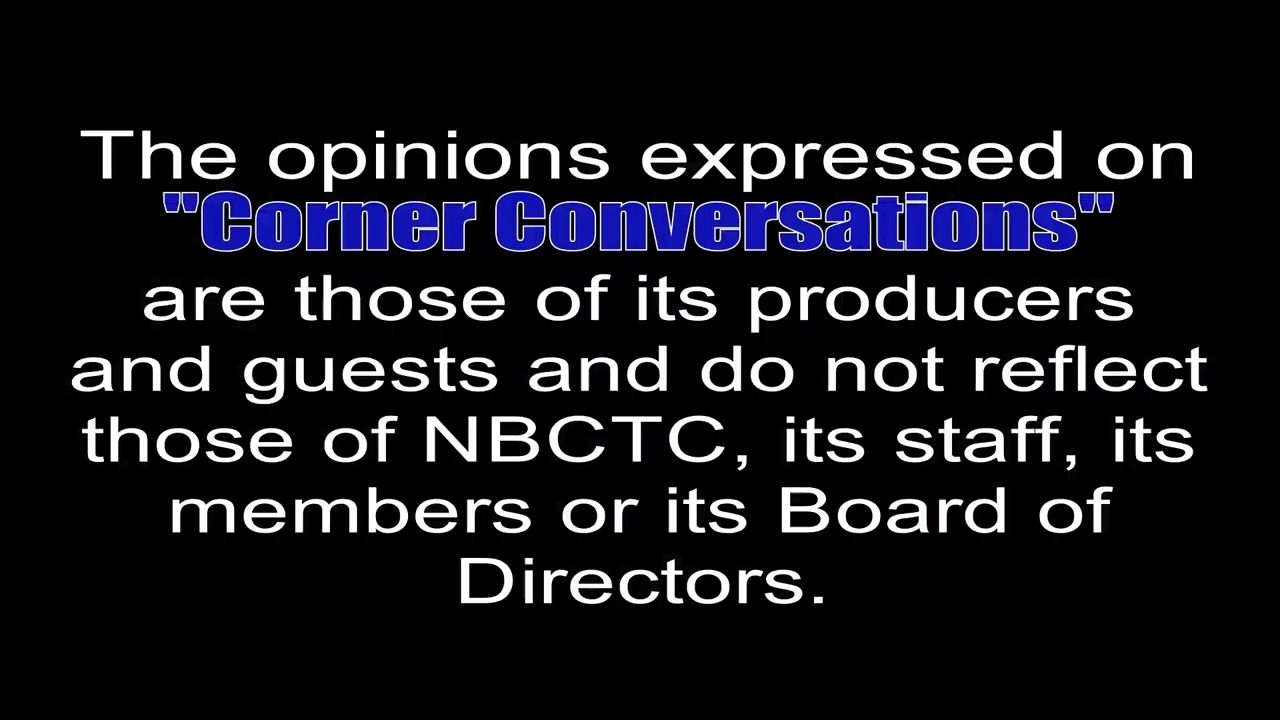 The opinions expressed on
"Corner Conversations"
are those of its producers
and guests and do not reflect
those of NBCTC, its staff, its
members or its Board of
Directors.